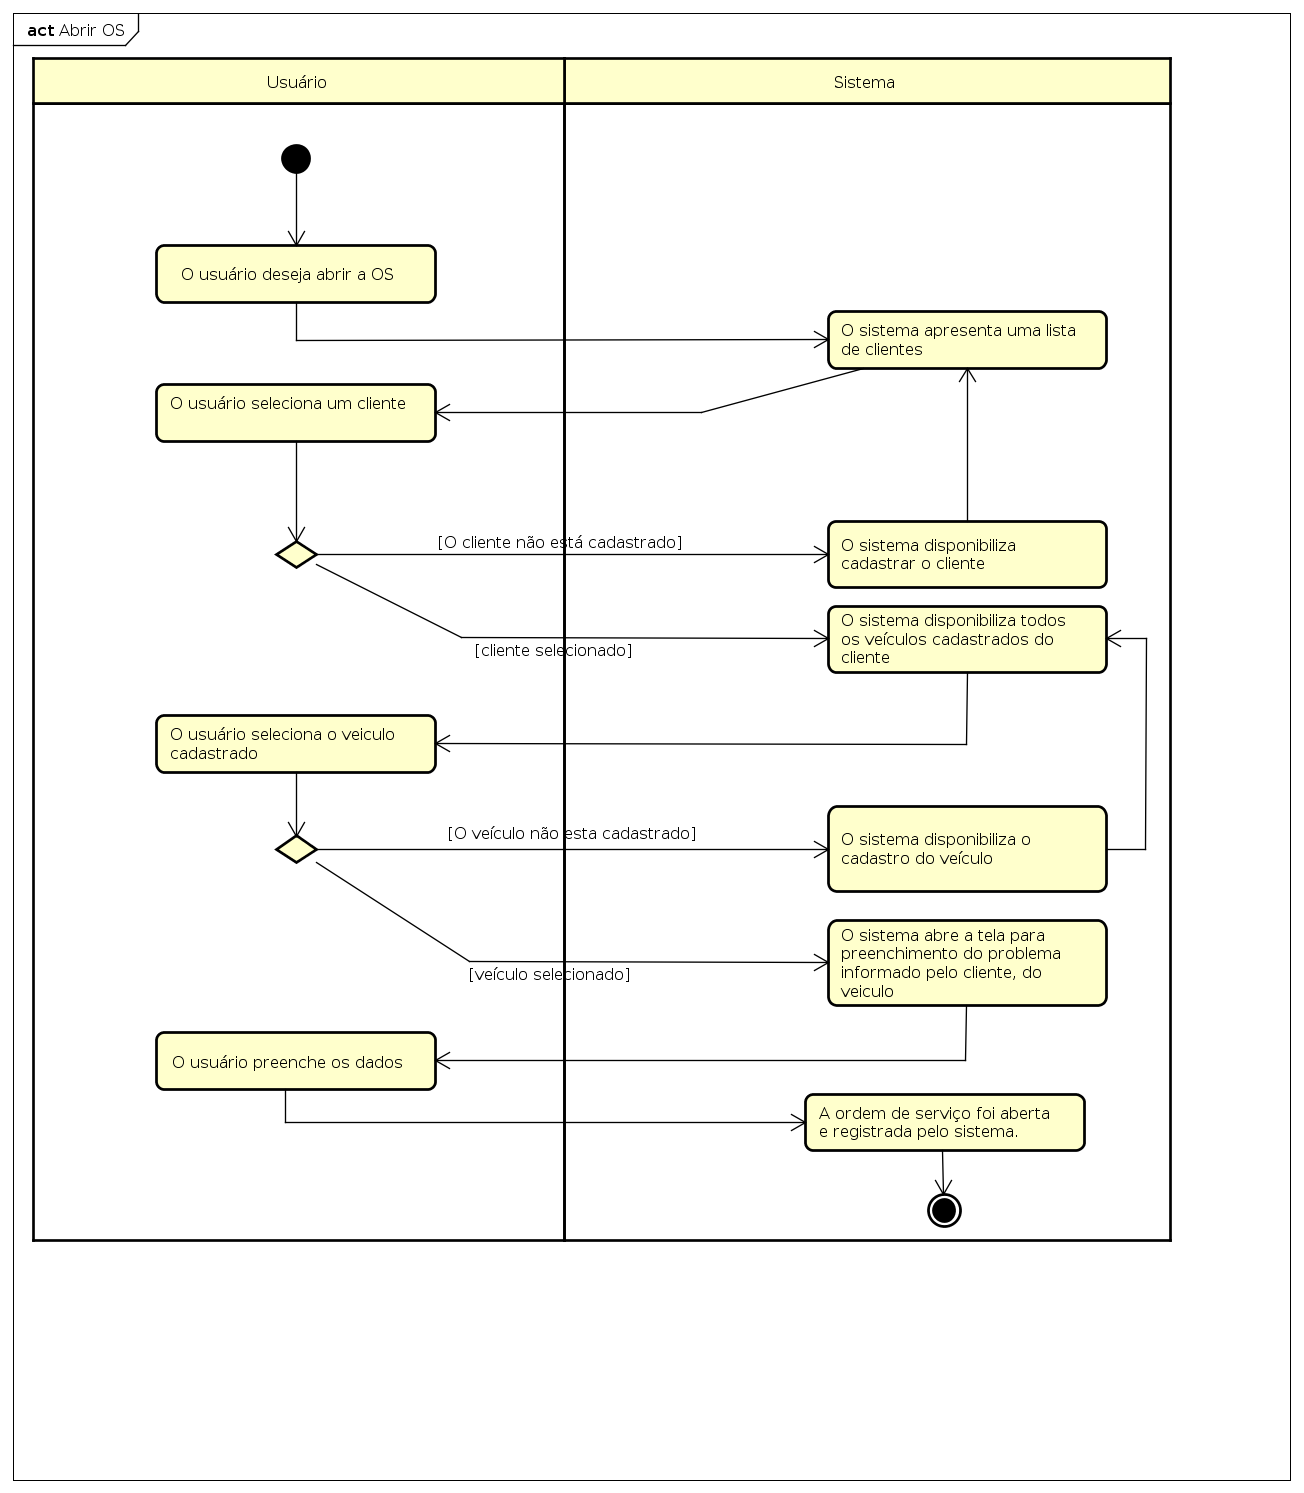 act Abrir OS
Usuário
Sistema
O usuário deseja abrir a OS
O sistema apresenta uma lista
de clientes
O usuário seleciona um cliente
[O cliente não está cadastrado]
O sistema disponibiliza
cadastrar o cliente
[cliente selecionado]
O sistema disponibiliza todos
os veículos cadastrados do
cliente
O usuário seleciona o veiculo
cadastrado
[O veículo não esta cadastrado]
O sistema disponibiliza o
cadastro do veículo
[veículo selecionado]
O sistema abre a tela para
preenchimento do problema
informado pelo cliente, do
veiculo
O usuário preenche os dados
A ordem de serviço foi aberta
e registrada pelo sistema.